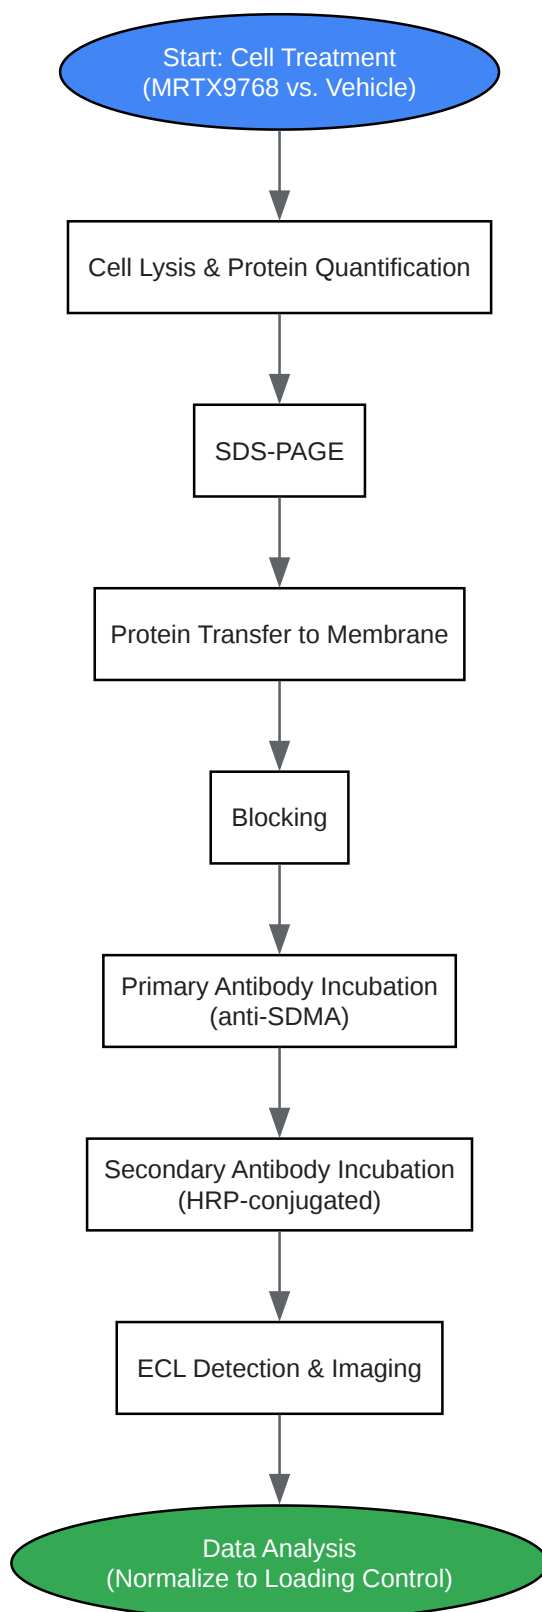 Start: Cell Treatment
(MRTX9768 vs. Vehicle)
Cell Lysis & Protein Quantification
SDS-PAGE
Protein Transfer to Membrane
Blocking
Primary Antibody Incubation
(anti-SDMA)
Secondary Antibody Incubation
(HRP-conjugated)
ECL Detection & Imaging
Data Analysis
(Normalize to Loading Control)